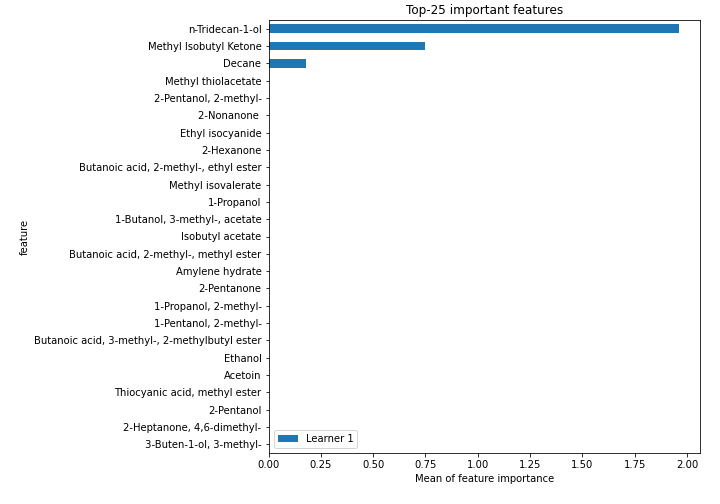 Top-25 important features
n-Tridecan-1-ol
Methyl Isobutyl Ketone
Decane
Methyl thiolacetate
2-Pentanol, 2-methyl-
2-Nonanone
Ethyl isocyanide
2-Hexanone
Butanoic acid, 2-methyl-, ethyl ester
Methyl isovalerate
1-Propanol
1-Butanol, 3-methyl-, acetate
Isobutyl acetate
Butanoic acid, 2-methyl-, methyl ester
Amylene hydrate
2-Pentanone
1-Propanol, 2-methyl-
1-Pentanol, 2-methyl-
Butanoic acid, 3-methyl-, 2-methylbutyl ester
Ethanol
Acetoin
Thiocyanic acid, methyl ester
2-Pentanol
2-Heptanone, 4,6-dimethyl-
3-Buten-1-ol, 3-methyl-
feature
Learner 1
0.00 0.25 0.50 0.75 1.00 1.25 1.50 1.75 2.00
Mean of feature importance